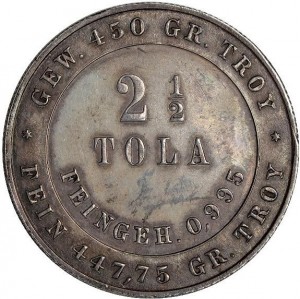 GEW. 450 GR. TROY
2 1/2
TOLA
FEINGEH. 0,995
* FEIN 447,75 GR. TROY *